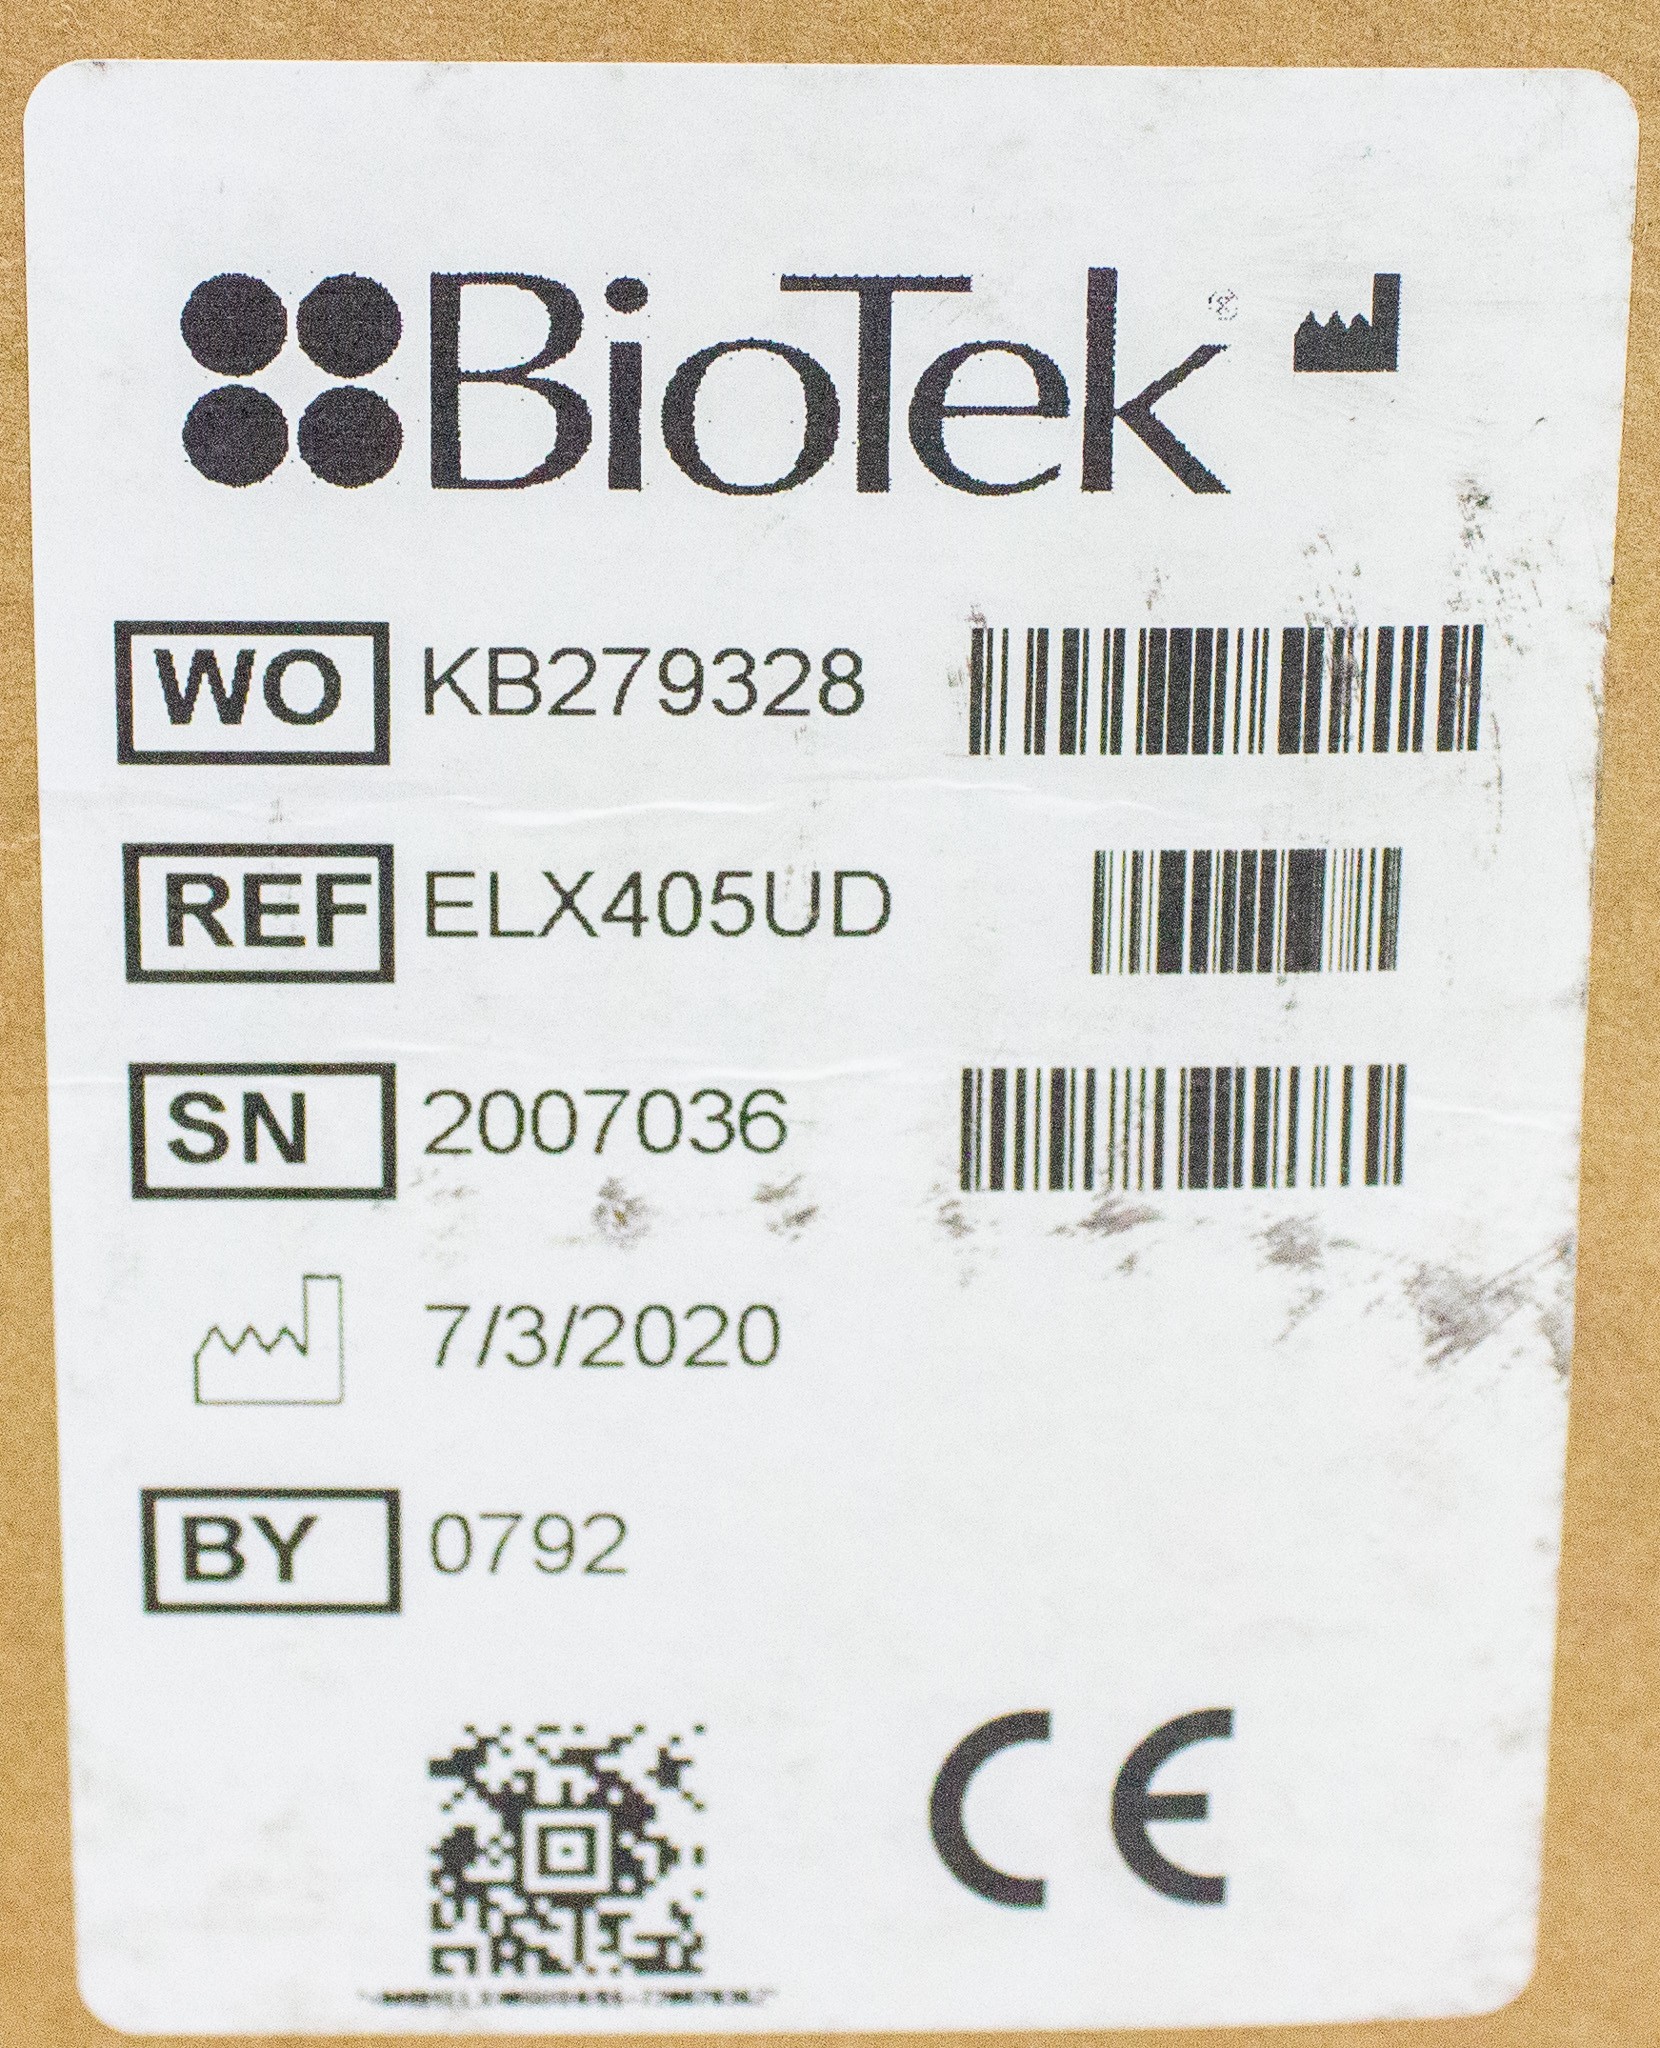 BioTek ®
WO KB279328
REF ELX405UD
SN 2007036
7/3/2020
BY 0792
CE